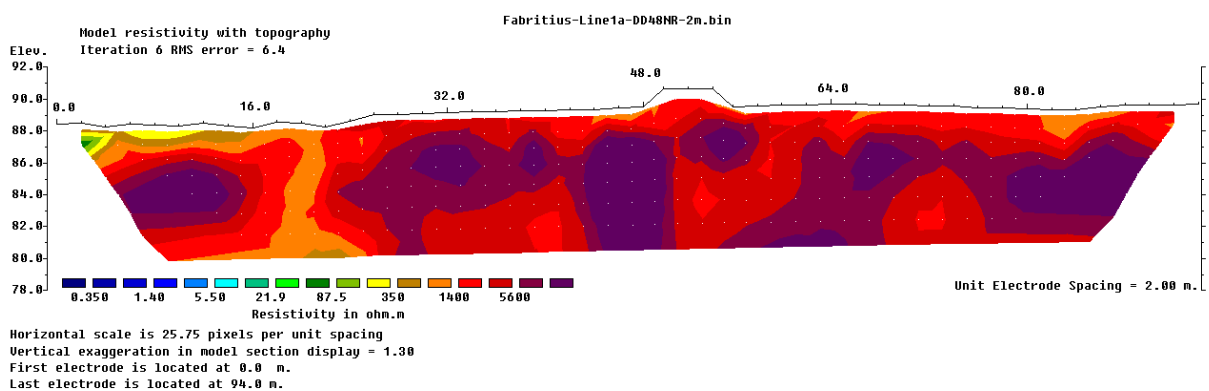 Fabritius-Line1a-DD48NR-2m.bin
Model resistivity with topography
Elev. Iteration 6 RMS error = 6.4
92.0
90.0
88.0
86.0
84.0
82.0
80.0
78.0
0.0 16.0 32.0 48.0 64.0 80.0
0.350 1.40 5.50 21.9 87.5 350 1400 5600
Resistivity in ohm.m
Unit Electrode Spacing = 2.00 m.
Horizontal scale is 25.75 pixels per unit spacing
Vertical exaggeration in model section display = 1.30
First electrode is located at 0.0 m.
Last electrode is located at 94.0 m.